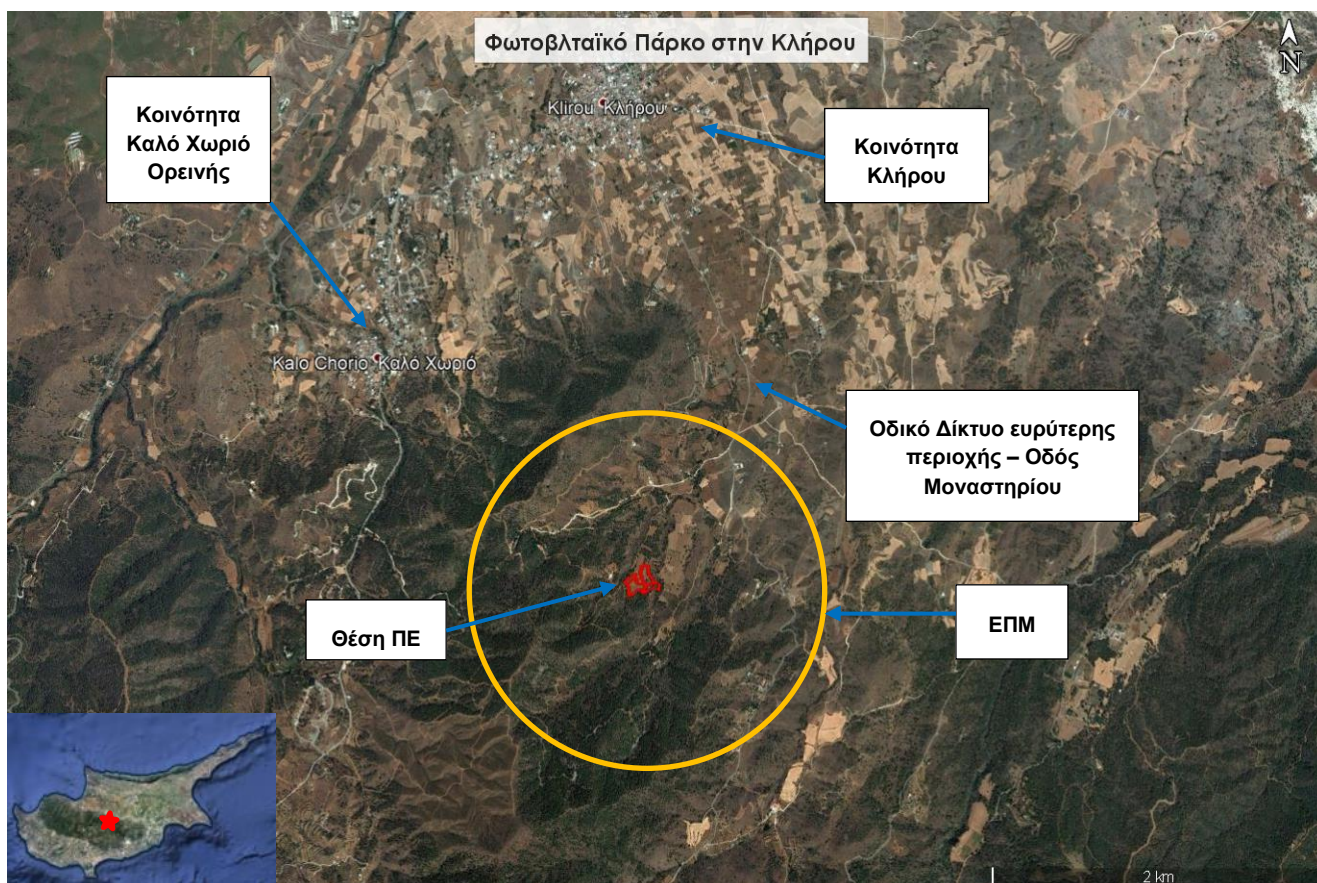 Φωτοβλταϊκό Πάρκο στην Κλήρου
N
Κοινότητα
Καλό Χωριό
Ορεινής
Klirou Κλήρου
Κοινότητα
Κλήρου
Kalo Chorio Καλό Χωριό
Οδικό Δίκτυο ευρύτερης
περιοχής – Οδός
Μοναστηρίου
Θέση ΠΕ
ΕΠΜ
2 km